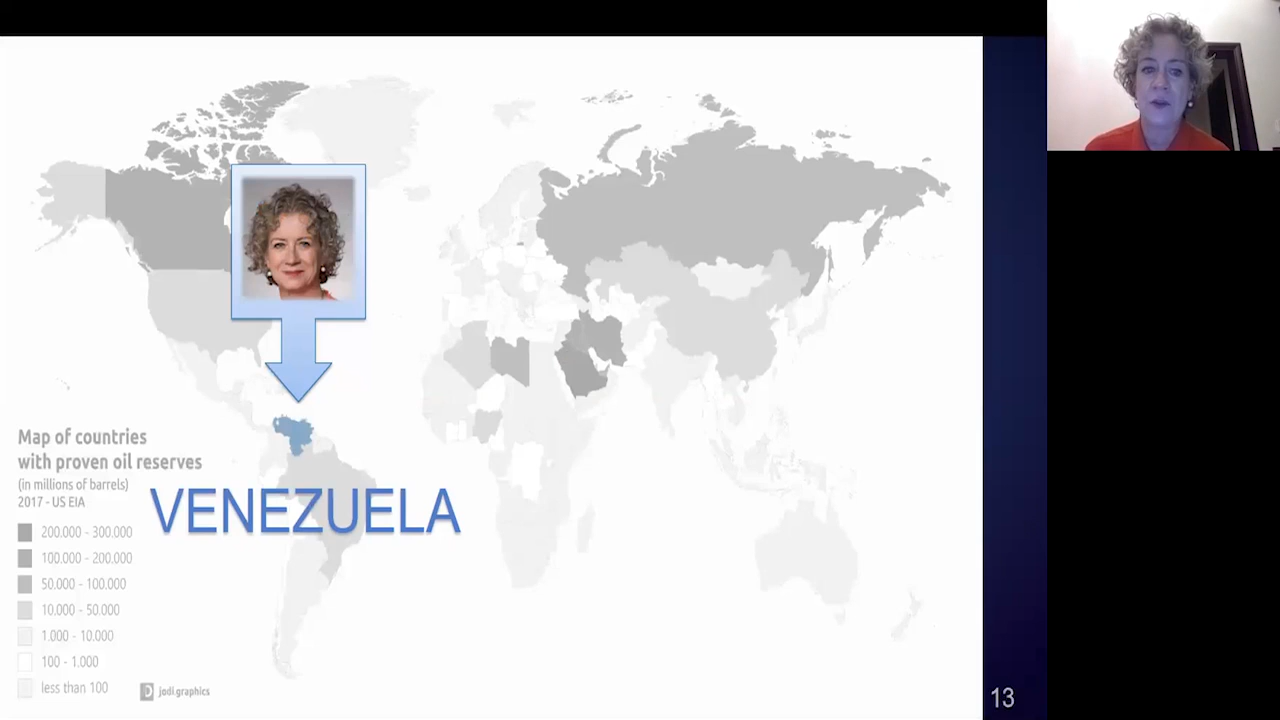 Map of countries
with proven oil reserves
(in millions of barrels)
2017 - US EIA
VENEZUELA
200.000 - 300.000
100.000 - 200.000
50.000 - 100.000
10.000 - 50.000
1.000 - 10.000
100 - 1.000
less than 100
jodi.graphics
13